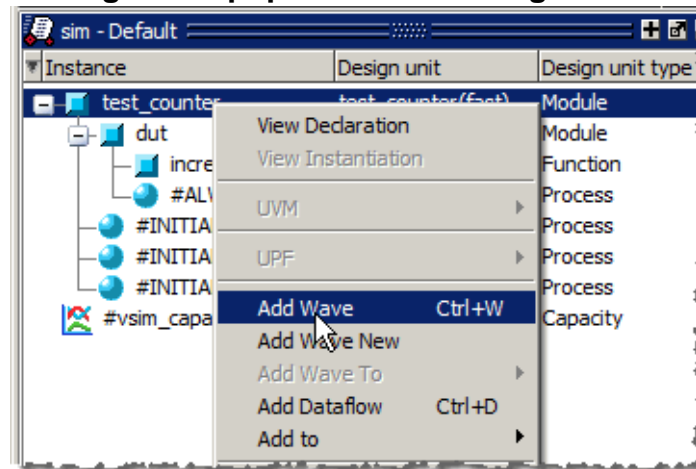 sim - Default
Instance Design unit Design unit type
test_counter test_counter(fast) Module
dut Module
incre Function
#ALW Process
#INITIA Process
#INITIA Process
#INITIA Process
#vsim_capa Capacity
View Declaration
View Instantiation
UVM
UPF
Add Wave Ctrl+W
Add Wave New
Add Wave To
Add Dataflow Ctrl+D
Add to